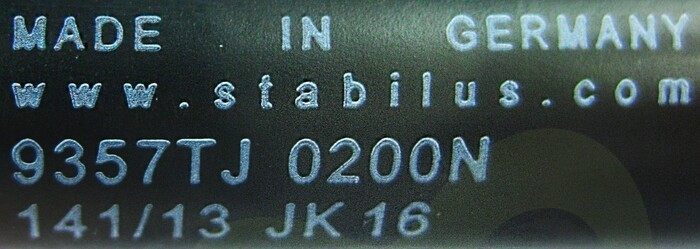 MADE IN GERMANY
www.stabilus.com
9357TJ 0200N
141/13 JK16